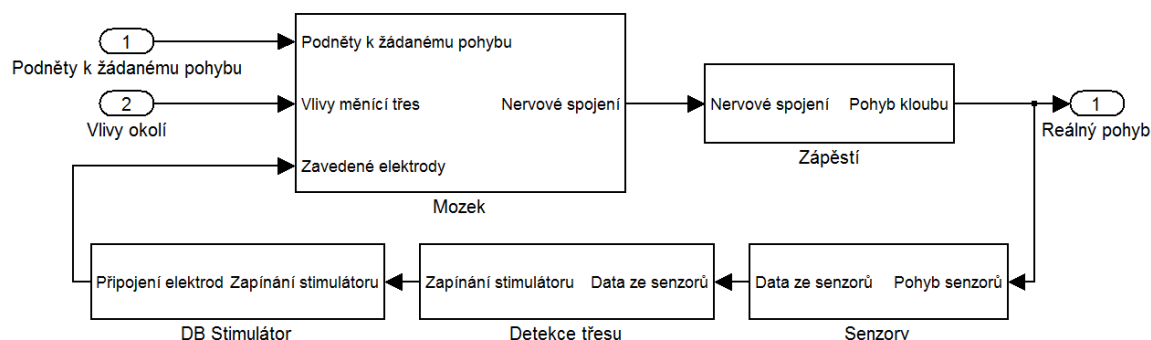 1
Podněty k žádanému pohybu
2
Vlivy okolí
Podněty k žádanému pohybu
Vlivy měnící třes
Nervové spojení
Zavedené elektrody
Mozek
Nervové spojení
Pohyb kloubu
Zápěstí
1
Reálný pohyb
Připojení elektrod
Zapínání stimulátoru
DB Stimulátor
Zapínání stimulátoru
Data ze senzorů
Detekce třesu
Data ze senzorů
Pohyb senzorů
Senzory